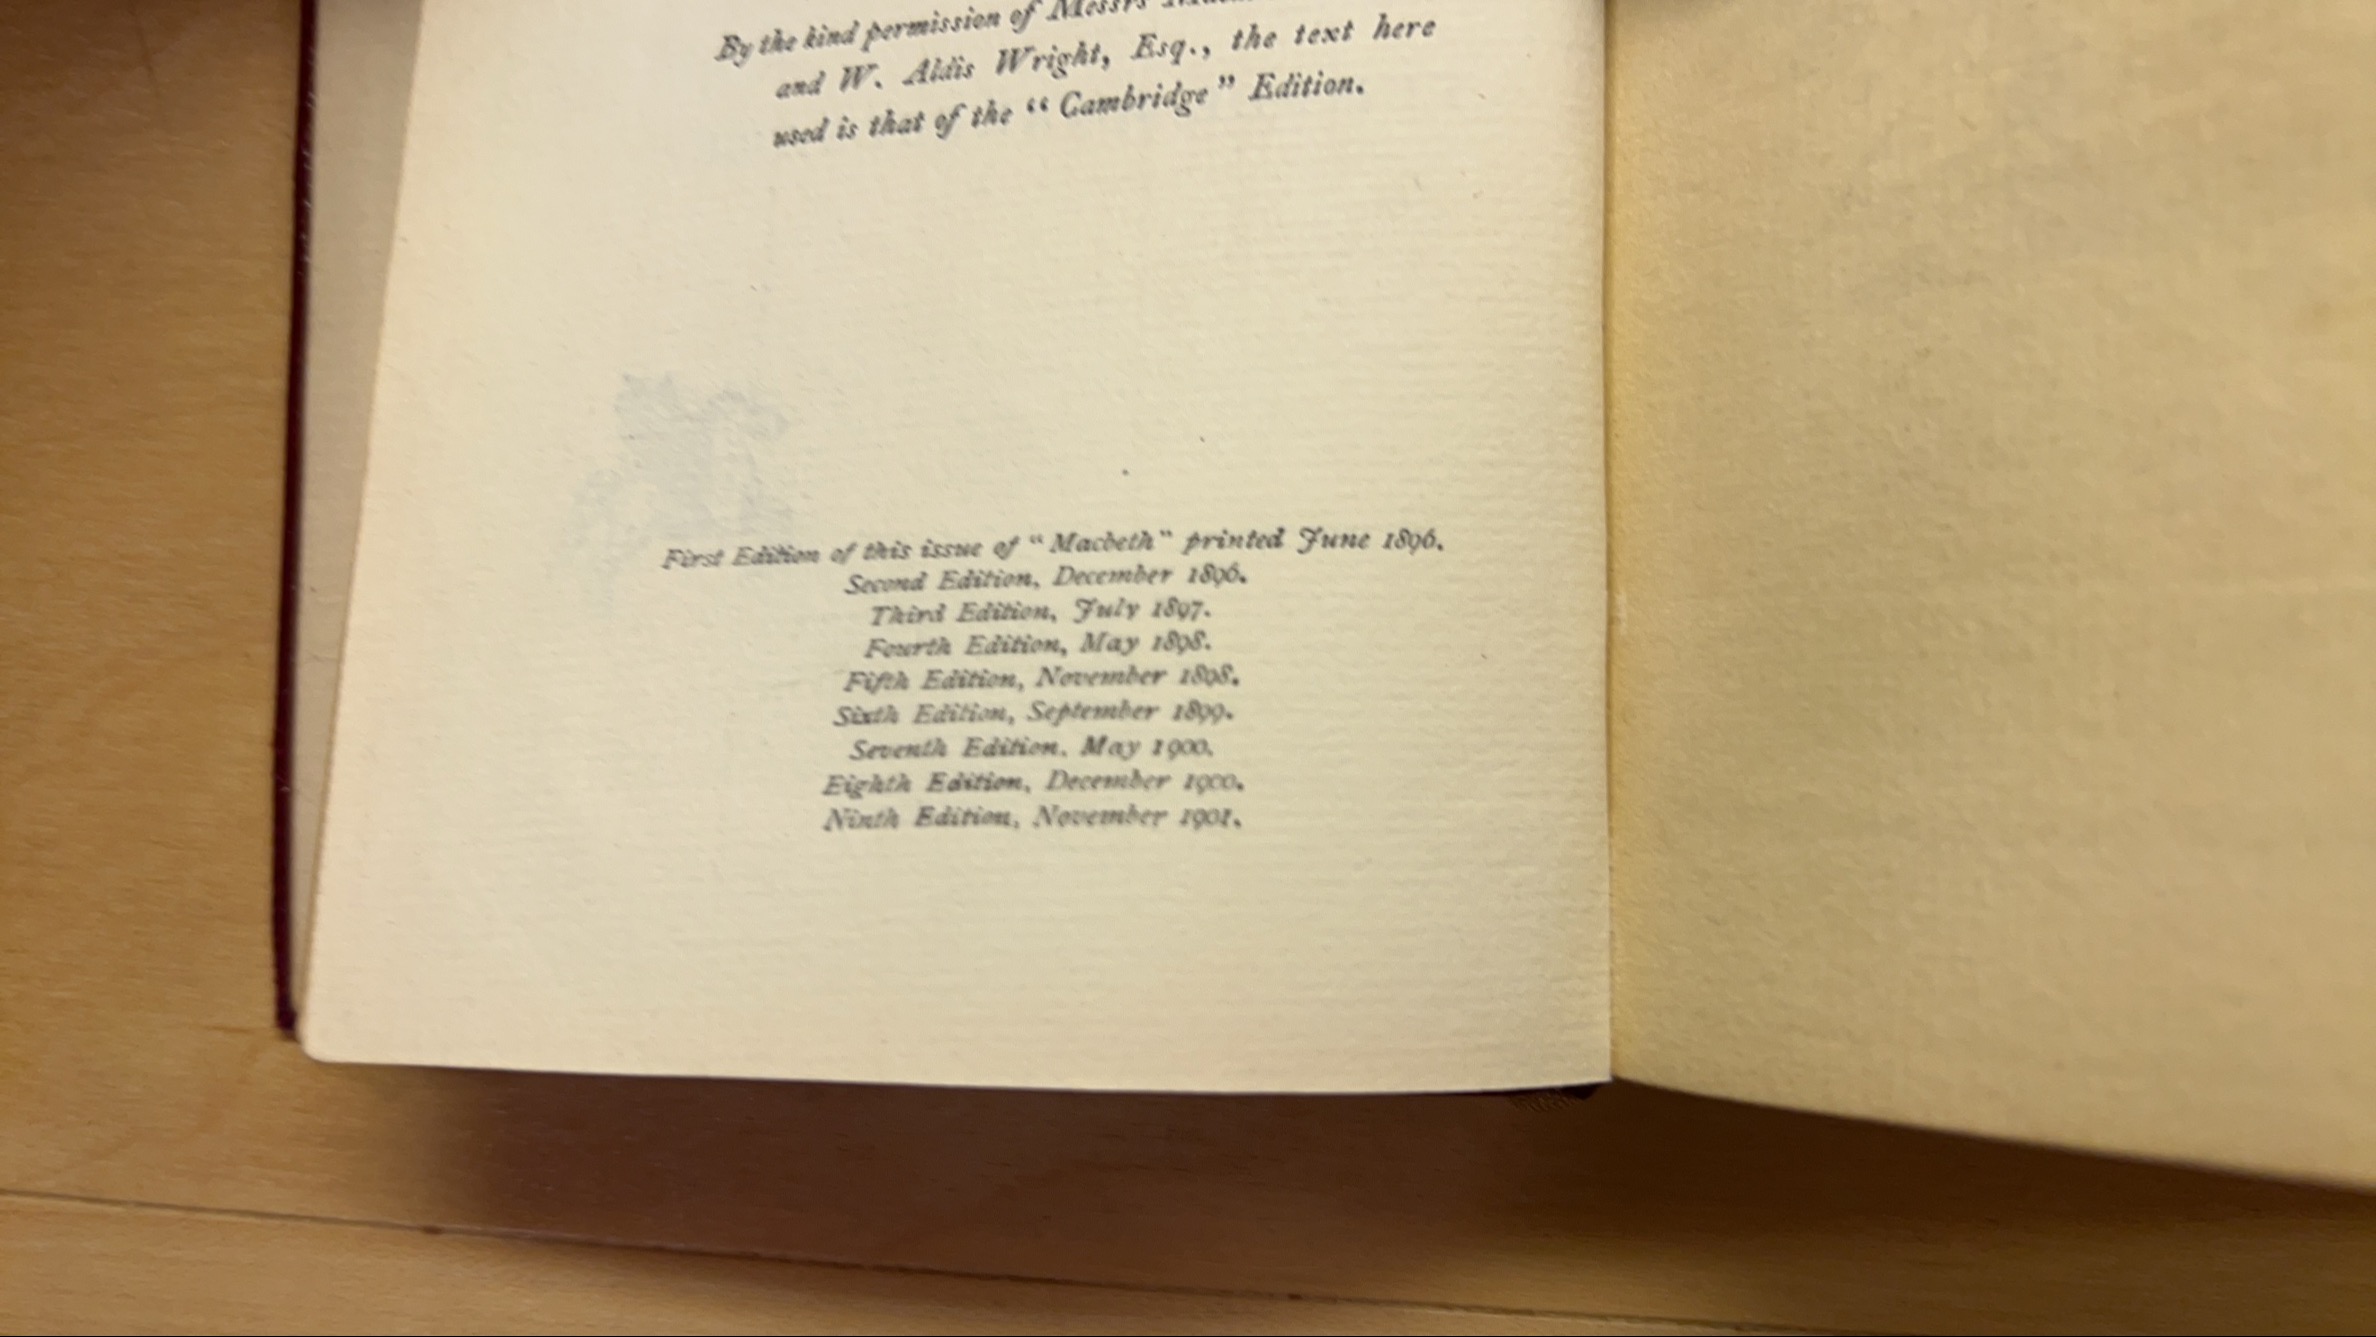 By the kind permission of Messrs
and W. Aldis Wright, Esq., the text here
used is that of the “Cambridge” Edition.
First Edition of this issue of “Macbeth” printed June 1896.
Second Edition, December 1896.
Third Edition, July 1897.
Fourth Edition, May 1898.
Fifth Edition, November 1898.
Sixth Edition, September 1899.
Seventh Edition, May 1900.
Eighth Edition, December 1900.
Ninth Edition, November 1901.